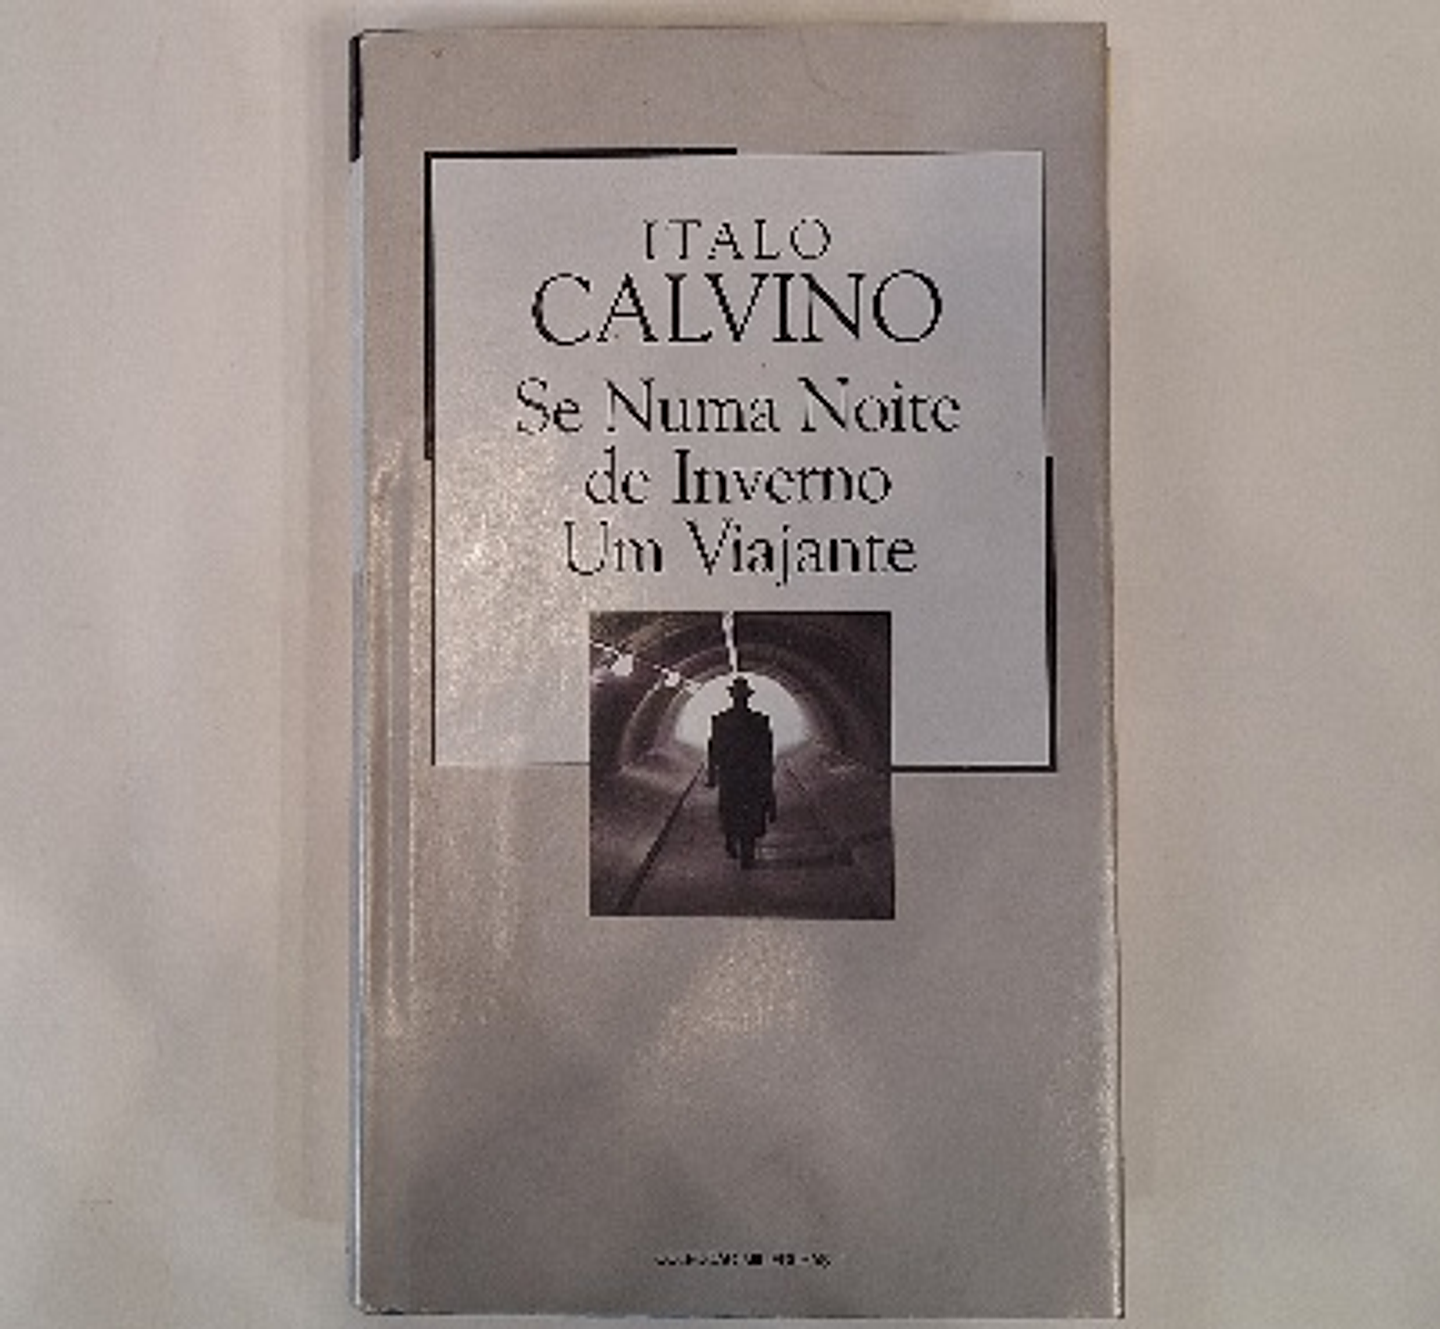 ITALO
CALVINO
Se Numa Noite
de Inverno
Um Viajante